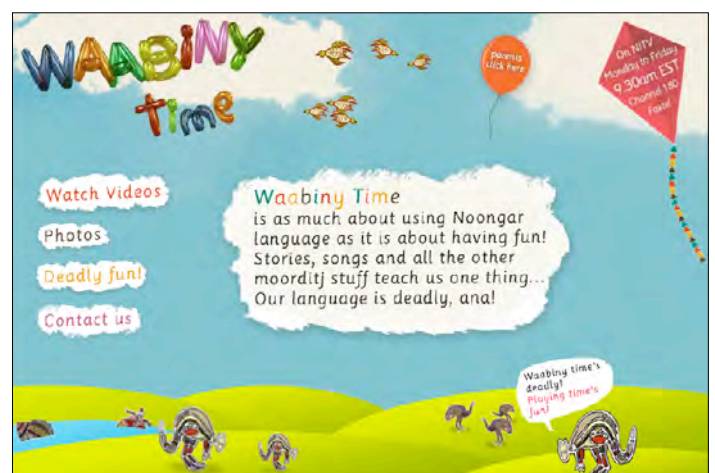 WAABINY
Time
parents
click here
On NITV
Monday to Friday
9.30am EST
Channel 180
Foxtel
Watch Videos
Photos
Deadly fun!
Contact us
Waabiny Time
is as much about using Noongar
language as it is about having fun!
Stories, songs and all the other
moorditj stuff teach us one thing...
Our language is deadly, ana!
Waabiny time's
deadly!
Playing time's
fun!